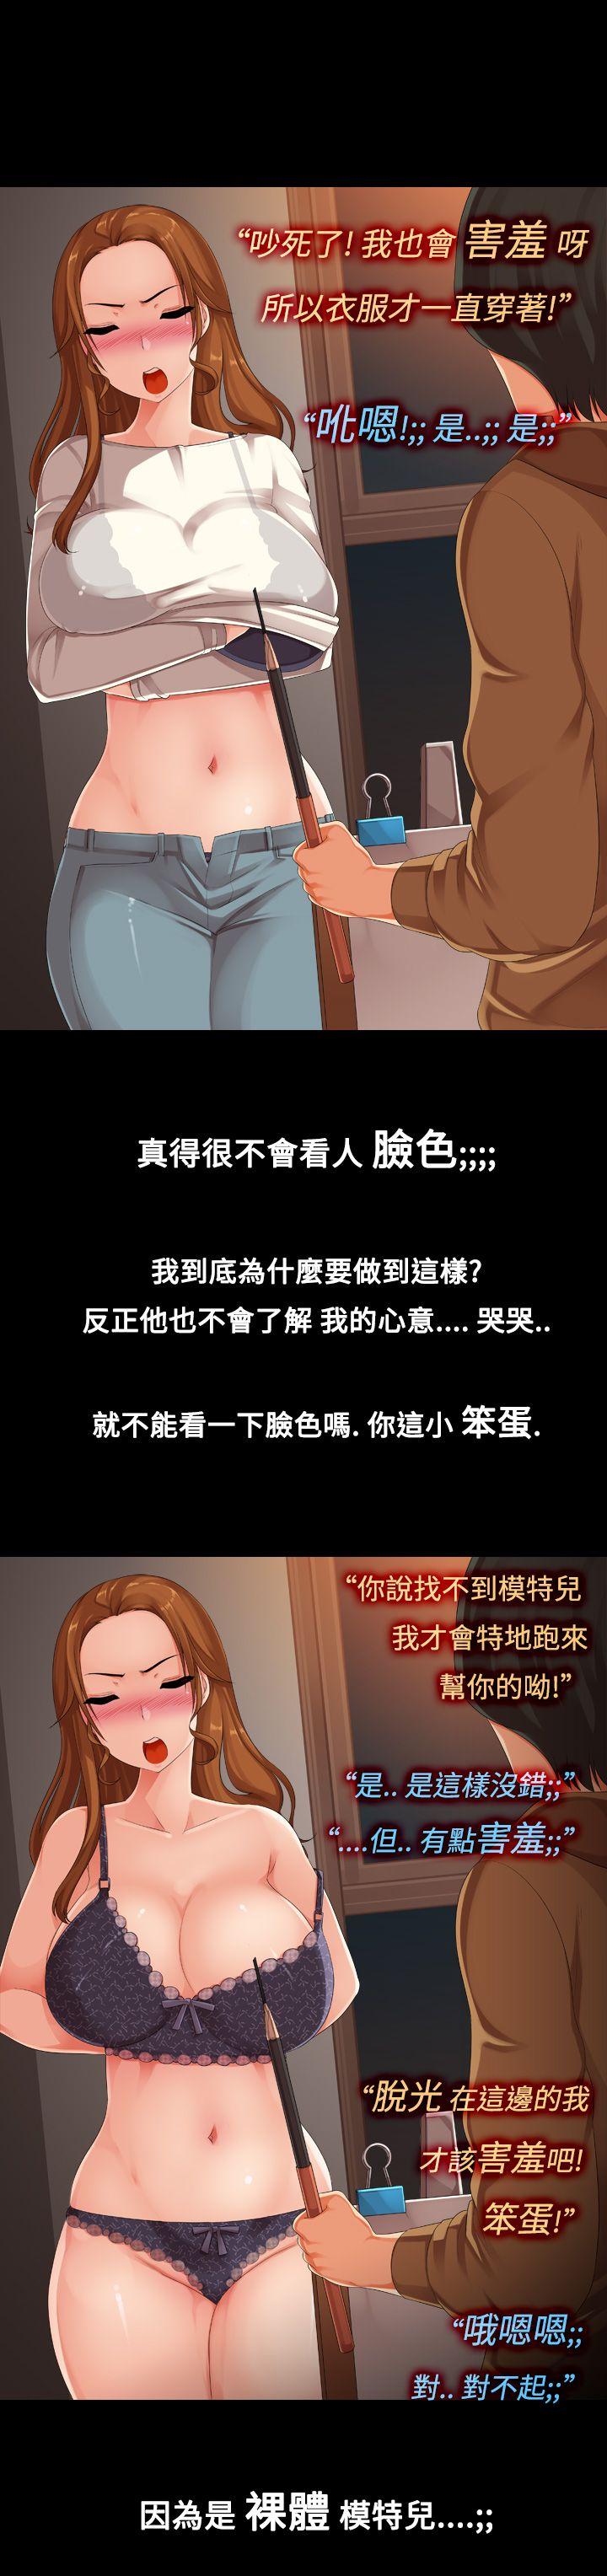 “吵死了! 我也會 害羞 呀
所以衣服才一直穿著!”
“吪嗯!;; 是..;; 是;;”
真得很不會看人 臉色;;;;
我到底為什麼要做到這樣?
反正他也不會了解 我的心意.... 哭哭..
就不能看一下臉色嗎. 你這小 笨蛋.
“你說找不到模特兒
我才會特地跑來
幫你的呦!”
“是.. 是這樣沒錯;;”
“....但.. 有點害羞;;”
“脫光 在這邊的我
才該害羞吧!
笨蛋!”
“哦嗯嗯;;
對.. 對不起;;”
因為是 裸體 模特兒....;;